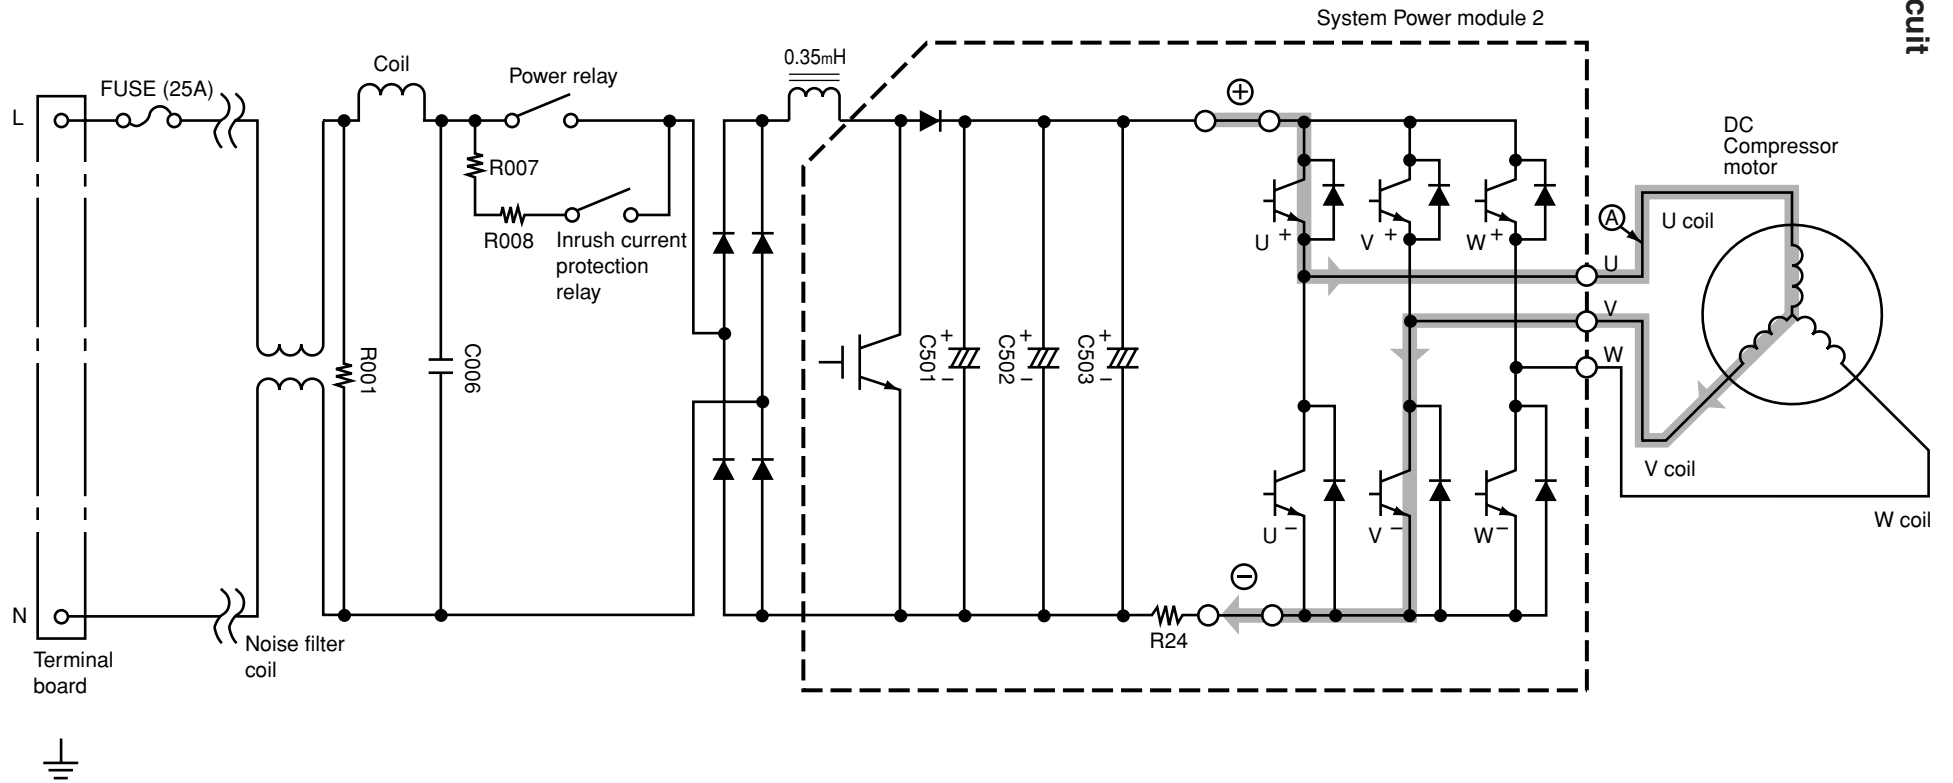 cuit
System Power module 2
0.35mH
Coil
Power relay
FUSE (25A)
L
+
DC
Compressor
motor
R007
A
U coil
R008
Inrush current
protection
relay
U +
V +
W +
U
V
W
R001
C006
C501
+
−
C502
+
−
C503
+
−
V coil
W coil
U −
V −
W −
−
N
R24
Noise filter
coil
Terminal
board